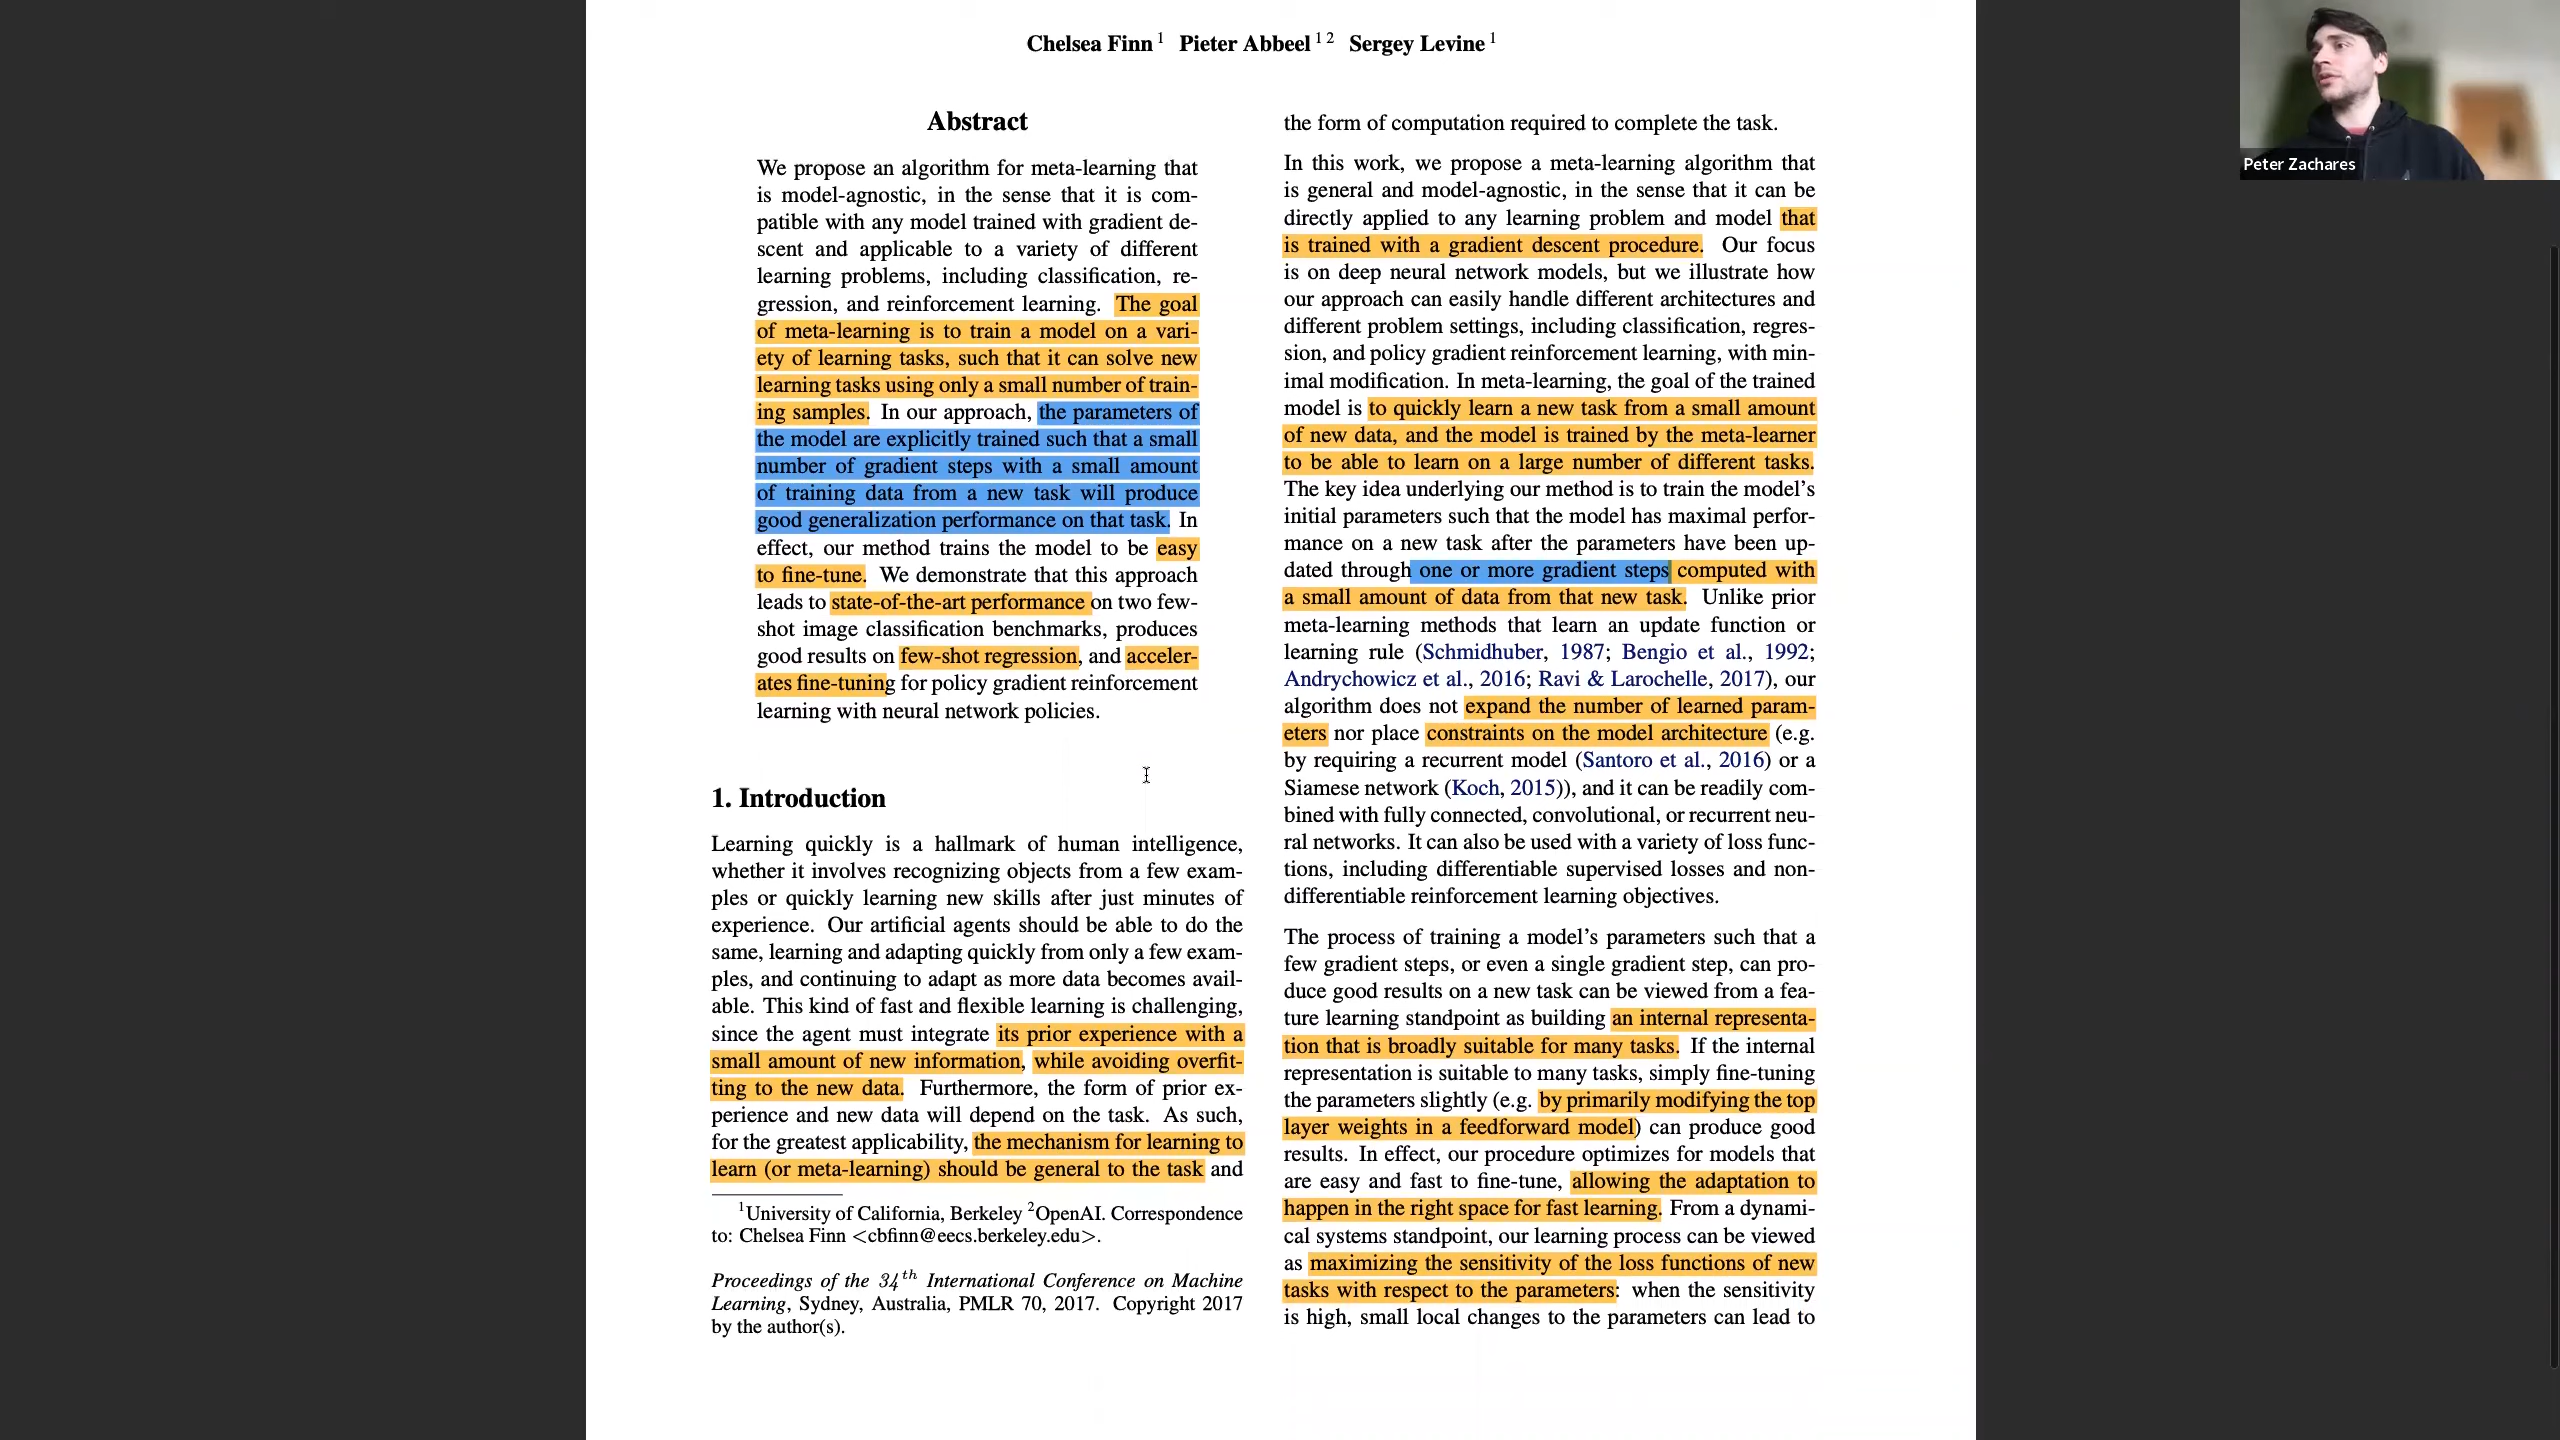 Chelsea Finn 1 Pieter Abbeel 1 2 Sergey Levine 1
Abstract
We propose an algorithm for meta-learning that
is model-agnostic, in the sense that it is com-
patible with any model trained with gradient de-
scent and applicable to a variety of different
learning problems, including classification, re-
gression, and reinforcement learning. The goal
of meta-learning is to train a model on a vari-
ety of learning tasks, such that it can solve new
learning tasks using only a small number of train-
ing samples. In our approach, the parameters of
the model are explicitly trained such that a small
number of gradient steps with a small amount
of training data from a new task will produce
good generalization performance on that task. In
effect, our method trains the model to be easy
to fine-tune. We demonstrate that this approach
leads to state-of-the-art performance on two few-
shot image classification benchmarks, produces
good results on few-shot regression, and acceler-
ates fine-tuning for policy gradient reinforcement
learning with neural network policies.
1. Introduction
Learning quickly is a hallmark of human intelligence,
whether it involves recognizing objects from a few exam-
ples or quickly learning new skills after just minutes of
experience. Our artificial agents should be able to do the
same, learning and adapting quickly from only a few exam-
ples, and continuing to adapt as more data becomes avail-
able. This kind of fast and flexible learning is challenging,
since the agent must integrate its prior experience with a
small amount of new information, while avoiding overfit-
ting to the new data. Furthermore, the form of prior ex-
perience and new data will depend on the task. As such,
for the greatest applicability, the mechanism for learning to
learn (or meta-learning) should be general to the task and
1University of California, Berkeley 2OpenAI. Correspondence
to: Chelsea Finn <cbfinn@eecs.berkeley.edu>.
Proceedings of the 34th International Conference on Machine
Learning, Sydney, Australia, PMLR 70, 2017. Copyright 2017
by the author(s).
the form of computation required to complete the task.
In this work, we propose a meta-learning algorithm that
is general and model-agnostic, in the sense that it can be
directly applied to any learning problem and model that
is trained with a gradient descent procedure. Our focus
is on deep neural network models, but we illustrate how
our approach can easily handle different architectures and
different problem settings, including classification, regres-
sion, and policy gradient reinforcement learning, with min-
imal modification. In meta-learning, the goal of the trained
model is to quickly learn a new task from a small amount
of new data, and the model is trained by the meta-learner
to be able to learn on a large number of different tasks.
The key idea underlying our method is to train the model's
initial parameters such that the model has maximal perfor-
mance on a new task after the parameters have been up-
dated through one or more gradient steps computed with
a small amount of data from that new task. Unlike prior
meta-learning methods that learn an update function or
learning rule (Schmidhuber, 1987; Bengio et al., 1992;
Andrychowicz et al., 2016; Ravi & Larochelle, 2017), our
algorithm does not expand the number of learned param-
eters nor place constraints on the model architecture (e.g.
by requiring a recurrent model (Santoro et al., 2016) or a
Siamese network (Koch, 2015)), and it can be readily com-
bined with fully connected, convolutional, or recurrent neu-
ral networks. It can also be used with a variety of loss func-
tions, including differentiable supervised losses and non-
differentiable reinforcement learning objectives.
The process of training a model's parameters such that a
few gradient steps, or even a single gradient step, can pro-
duce good results on a new task can be viewed from a fea-
ture learning standpoint as building an internal representa-
tion that is broadly suitable for many tasks. If the internal
representation is suitable to many tasks, simply fine-tuning
the parameters slightly (e.g. by primarily modifying the top
layer weights in a feedforward model) can produce good
results. In effect, our procedure optimizes for models that
are easy and fast to fine-tune, allowing the adaptation to
happen in the right space for fast learning. From a dynami-
cal systems standpoint, our learning process can be viewed
as maximizing the sensitivity of the loss functions of new
tasks with respect to the parameters: when the sensitivity
is high, small local changes to the parameters can lead to
Peter Zachares